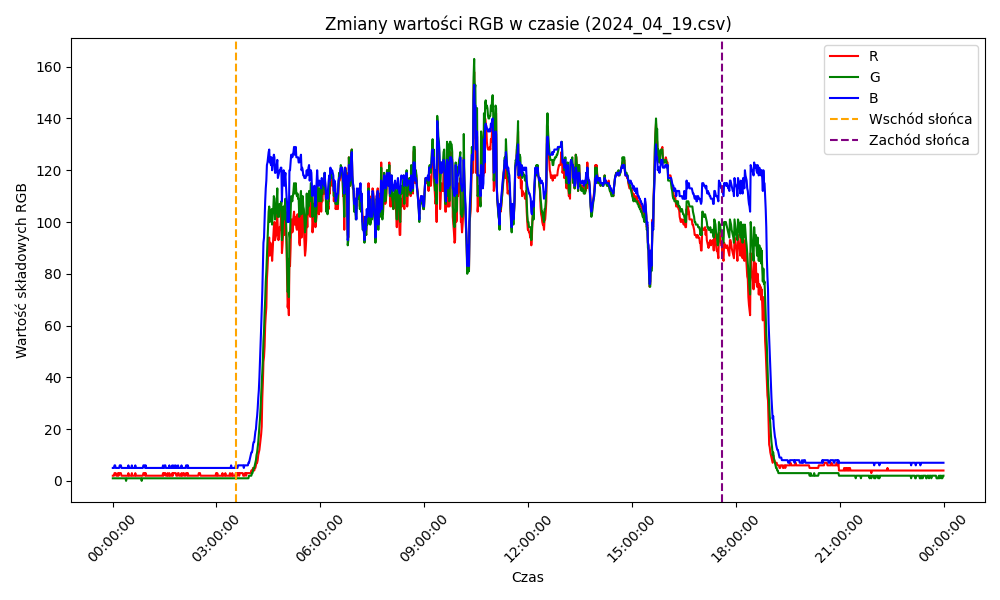 Zmiany wartości RGB w czasie (2024_04_19.csv)
R
G
B
Wschód słońca
Zachód słońca
Wartość składowych RGB
160
140
120
100
80
60
40
20
0
00:00:00
03:00:00
06:00:00
09:00:00
12:00:00
15:00:00
18:00:00
21:00:00
00:00:00
Czas